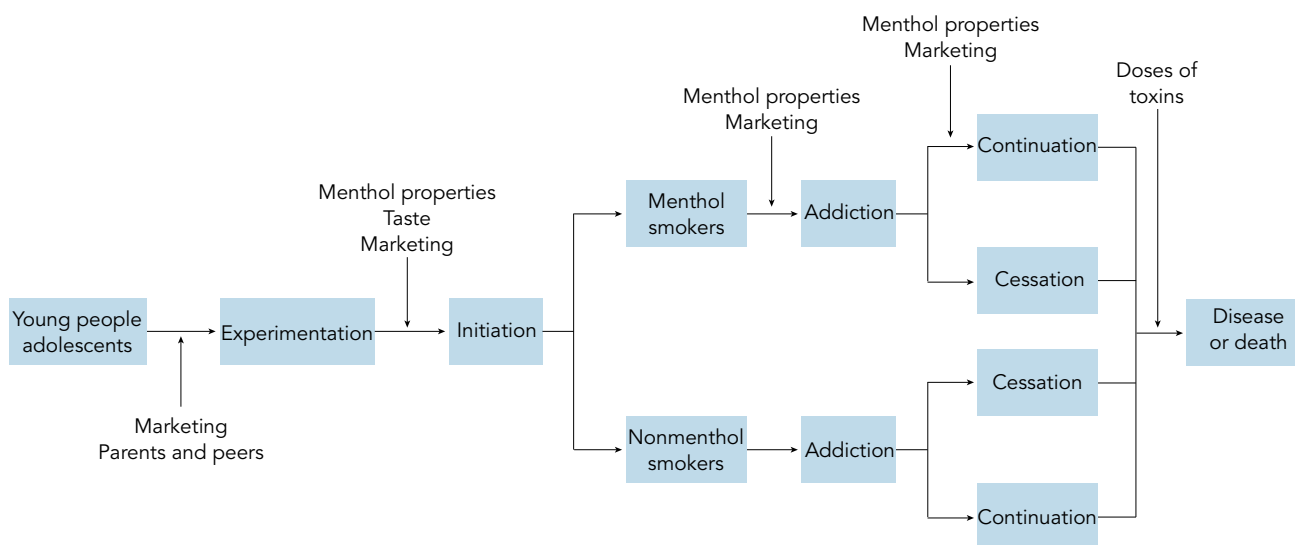 Menthol properties
Marketing
Doses of
toxins
Menthol properties
Marketing
Continuation
Menthol properties
Taste
Marketing
Menthol
smokers
Addiction
Cessation
Young people
adolescents
Experimentation
Initiation
Disease
or death
Cessation
Marketing
Parents and peers
Nonmenthol
smokers
Addiction
Continuation